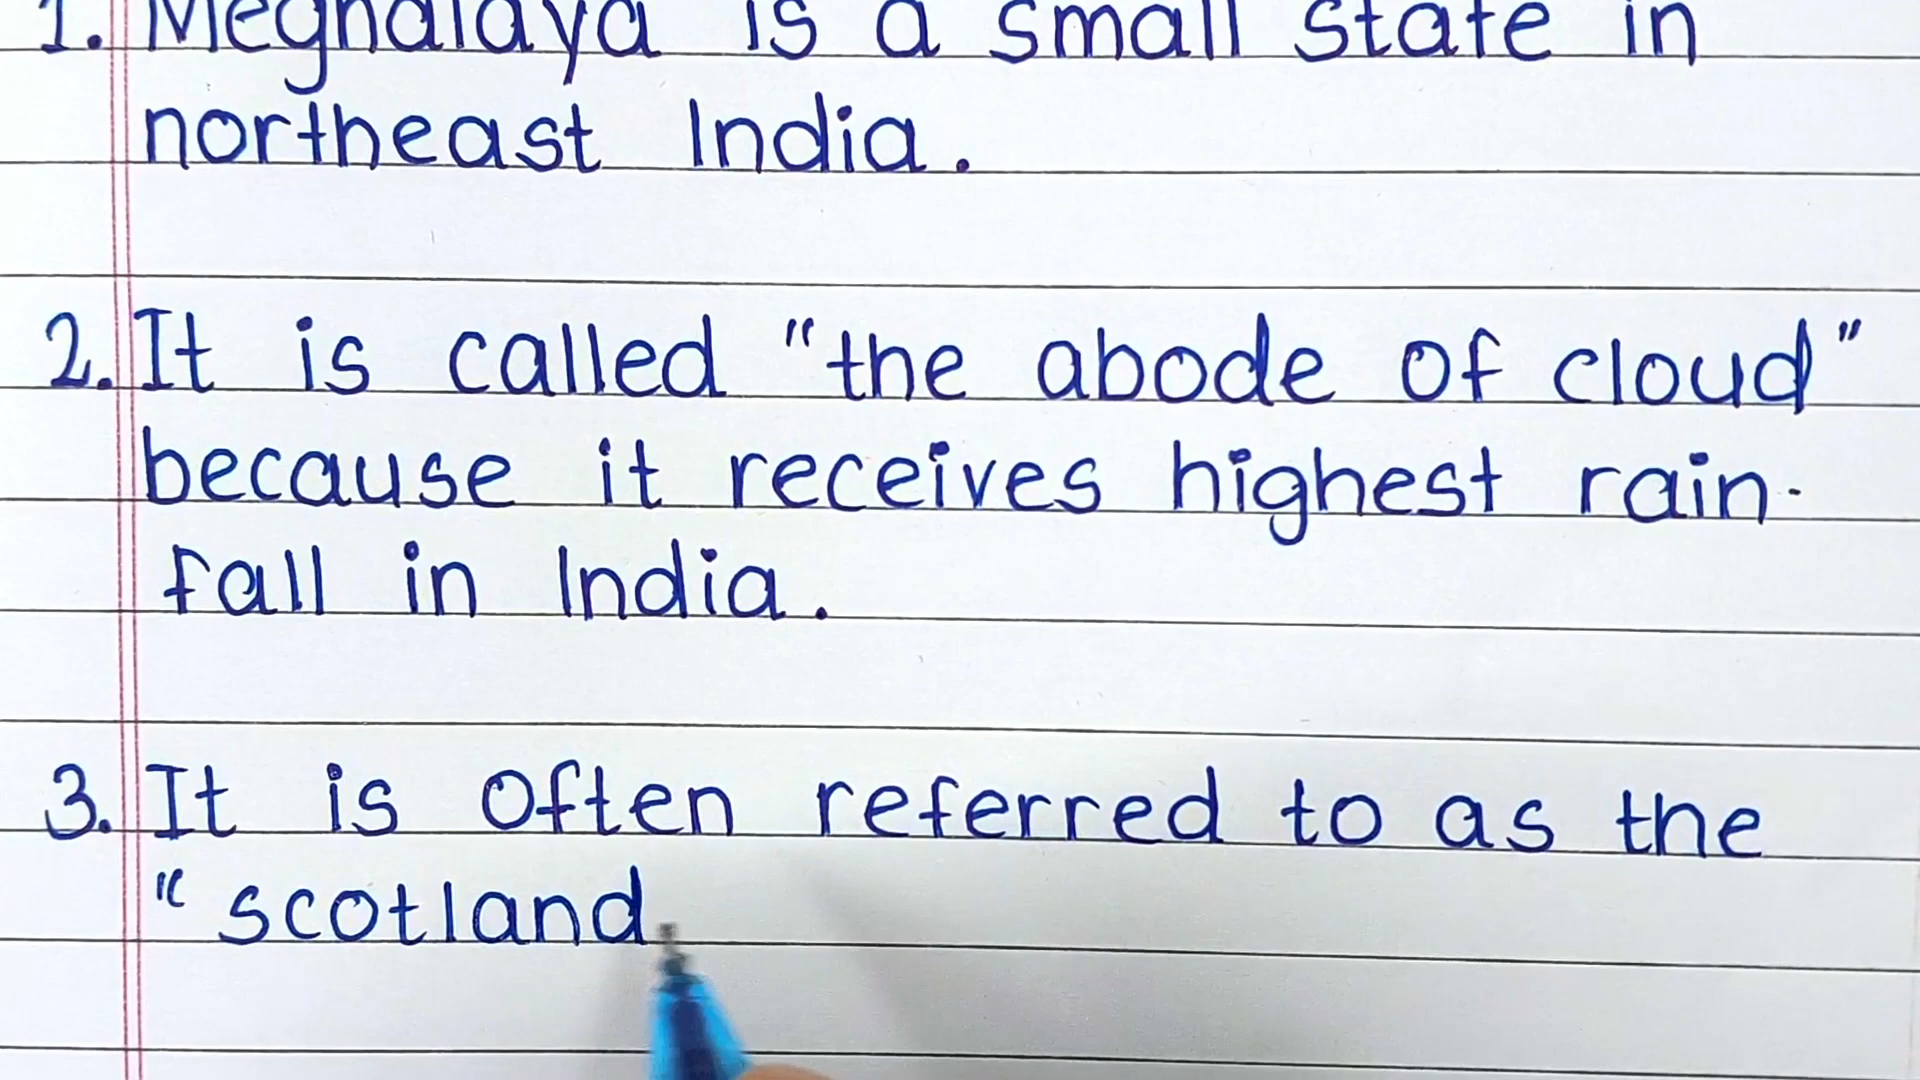 1. Meghalaya is a small state in
northeast India.
2. It is called "the abode of cloud"
because it receives highest rain-
fall in India.
3. It is often referred to as the
"scotland